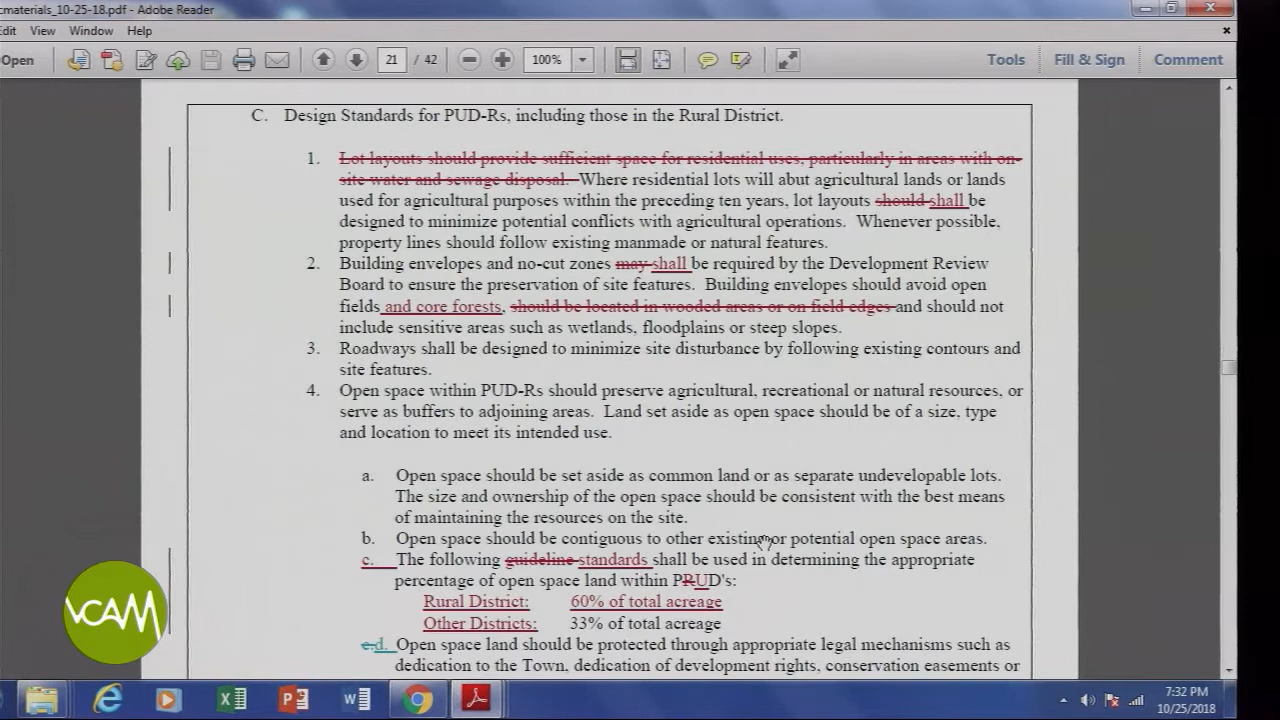 cmaterials_10-25-18.pdf - Adobe Reader
Edit View Window Help
Open 21 / 42 100% Tools Fill & Sign Comment
C. Design Standards for PUD-Rs, including those in the Rural District.
1. Lot layouts should provide sufficient space for residential uses, particularly in areas with on-
site water and sewage disposal. Where residential lots will abut agricultural lands or lands
used for agricultural purposes within the preceding ten years, lot layouts should shall be
designed to minimize potential conflicts with agricultural operations. Whenever possible,
property lines should follow existing manmade or natural features.
2. Building envelopes and no-cut zones may shall be required by the Development Review
Board to ensure the preservation of site features. Building envelopes should avoid open
fields and core forests, should be located in wooded areas or on field edges and should not
include sensitive areas such as wetlands, floodplains or steep slopes.
3. Roadways shall be designed to minimize site disturbance by following existing contours and
site features.
4. Open space within PUD-Rs should preserve agricultural, recreational or natural resources, or
serve as buffers to adjoining areas. Land set aside as open space should be of a size, type
and location to meet its intended use.
a. Open space should be set aside as common land or as separate undevelopable lots.
The size and ownership of the open space should be consistent with the best means
of maintaining the resources on the site.
b. Open space should be contiguous to other existing or potential open space areas.
c. The following guideline standards shall be used in determining the appropriate
percentage of open space land within PRUD's:
Rural District: 60% of total acreage
Other Districts: 33% of total acreage
c.d. Open space land should be protected through appropriate legal mechanisms such as
dedication to the Town, dedication of development rights, conservation easements or
VCAM
7:32 PM
10/25/2018